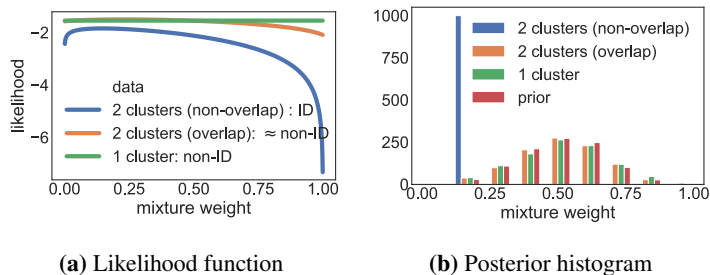 −2
−4
−6
likelihood
data
2 clusters (non-overlap) : ID
2 clusters (overlap): ≈ non-ID
1 cluster: non-ID
0.00 0.25 0.50 0.75 1.00
mixture weight
(a) Likelihood function
1000
750
500
250
0
2 clusters (non-overlap)
2 clusters (overlap)
1 cluster
prior
0.00 0.25 0.50 0.75 1.00
mixture weight
(b) Posterior histogram